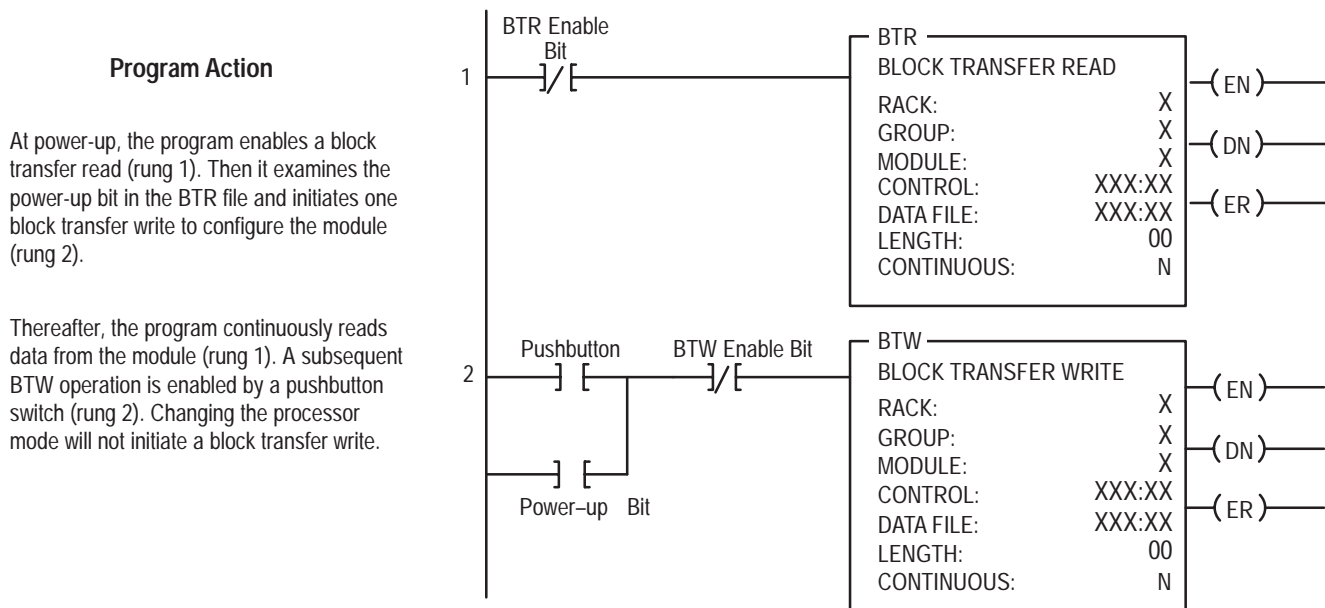 Program Action
At power-up, the program enables a block
transfer read (rung 1). Then it examines the
power-up bit in the BTR file and initiates one
block transfer write to configure the module
(rung 2).
Thereafter, the program continuously reads
data from the module (rung 1). A subsequent
BTW operation is enabled by a pushbutton
switch (rung 2). Changing the processor
mode will not initiate a block transfer write.
BTR Enable
Bit
1
BTR
BLOCK TRANSFER READ
RACK: X
GROUP: X
MODULE: X
CONTROL: XXX:XX
DATA FILE: XXX:XX
LENGTH: 00
CONTINUOUS: N
EN
DN
ER
Pushbutton
BTW Enable Bit
2
Power–up Bit
BTW
BLOCK TRANSFER WRITE
RACK: X
GROUP: X
MODULE: X
CONTROL: XXX:XX
DATA FILE: XXX:XX
LENGTH: 00
CONTINUOUS: N
EN
DN
ER